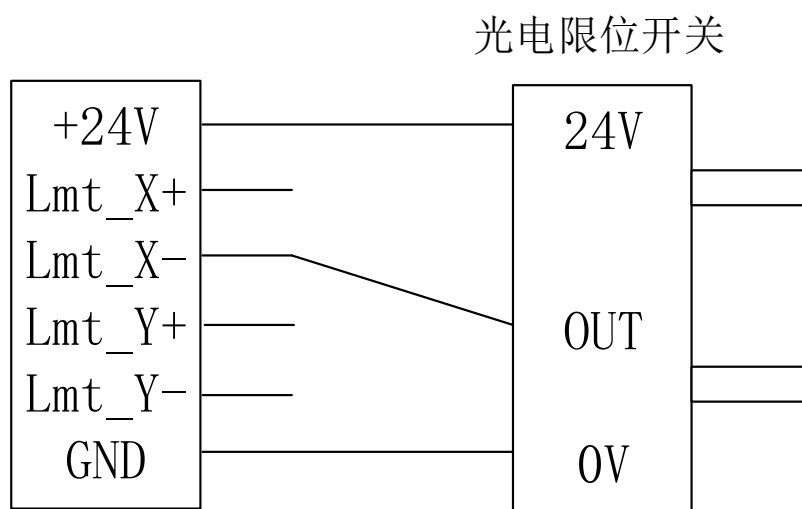 光电限位开关
+24V
Lmt_X+
Lmt_X-
Lmt_Y+
Lmt_Y-
GND
24V
OUT
0V